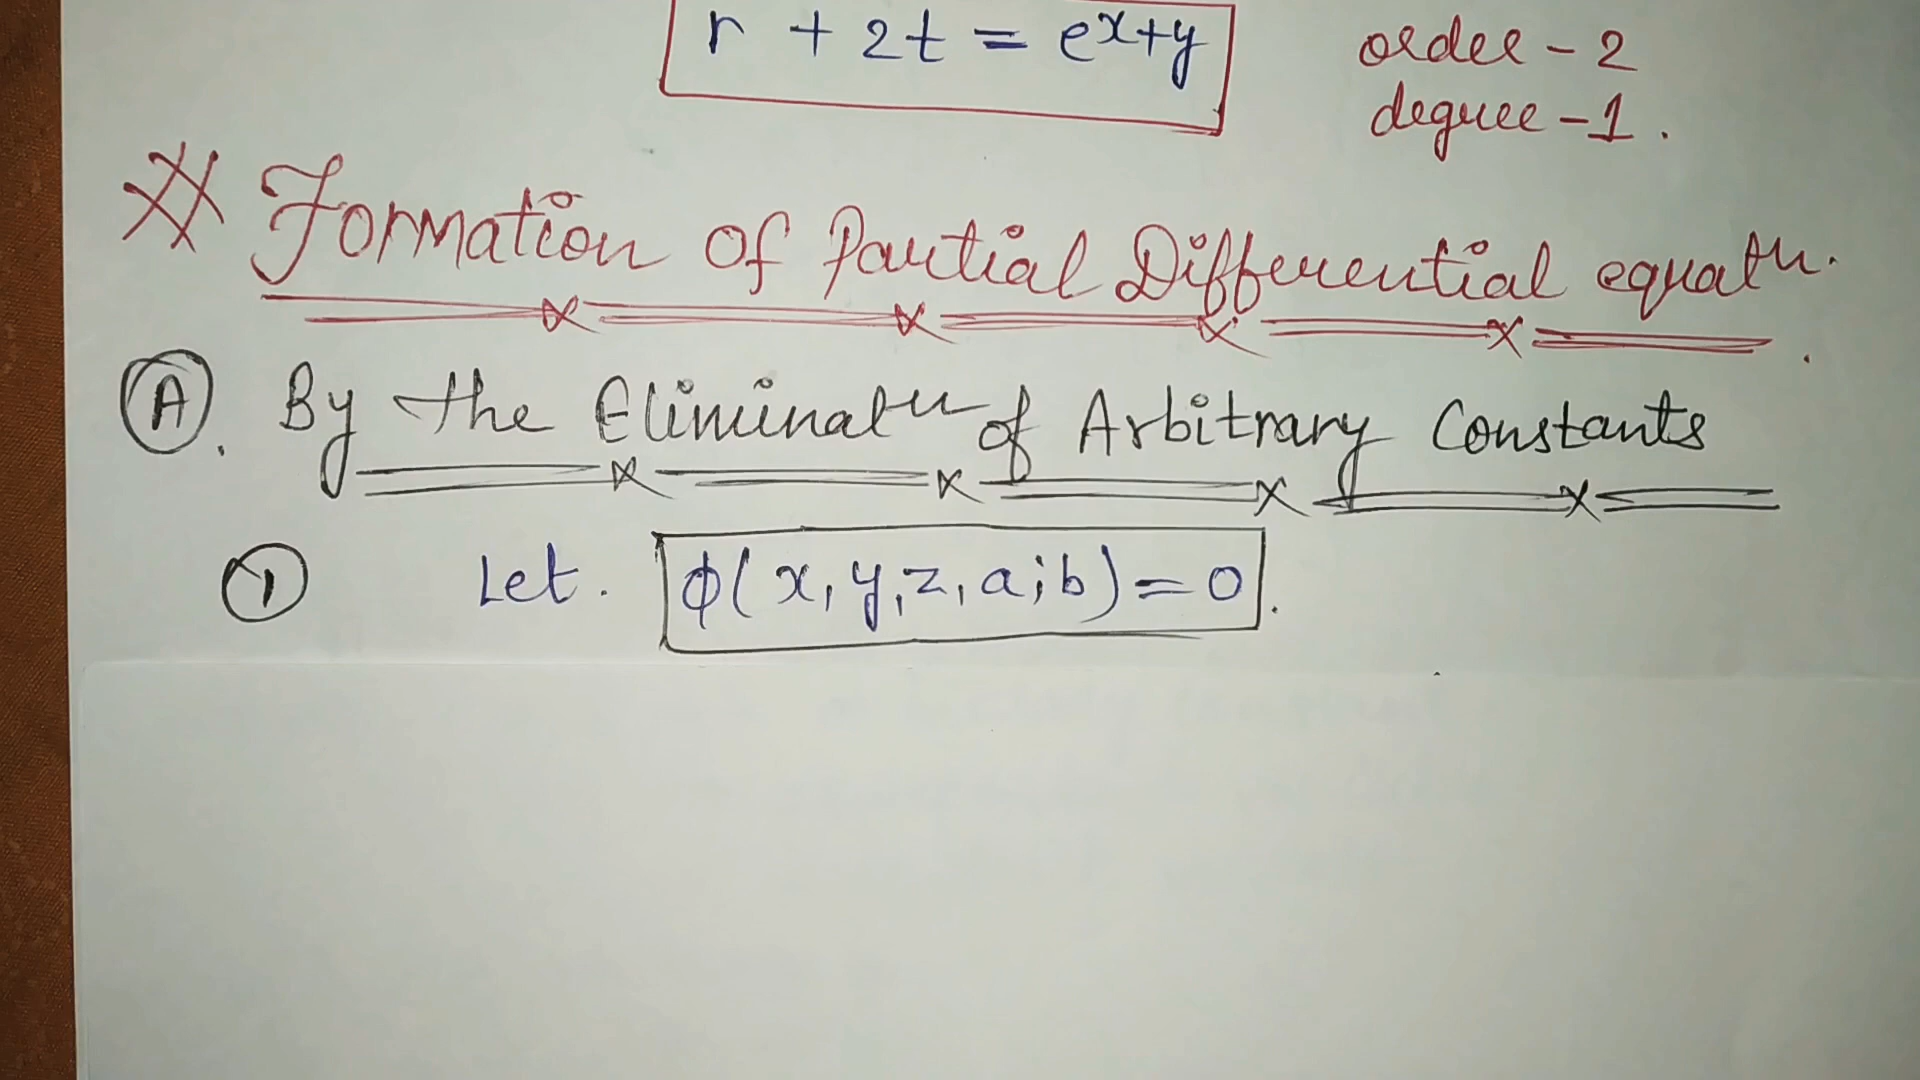 r + 2t = e^{x+y}
order - 2
degree - 1.
Formation of Partial Differential equatn.
(A). By the Eliminatn of Arbitrary Constants
(1) Let. ϕ(x, y, z, a; b) = 0.